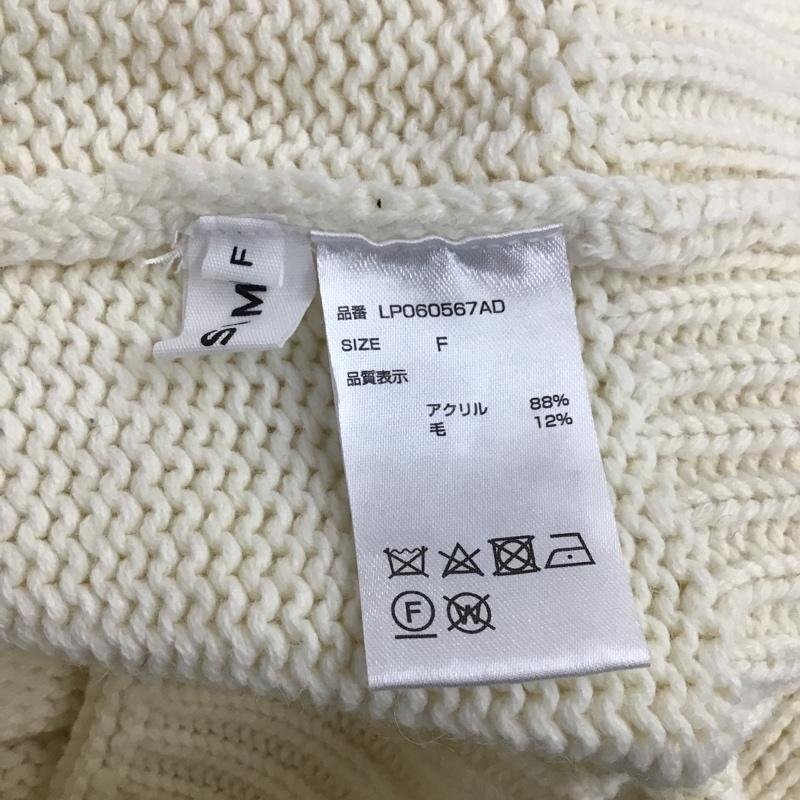 F
S/M
品番 LP060567AD
SIZE F
品質表示
アクリル 88%
毛 12%
F
W